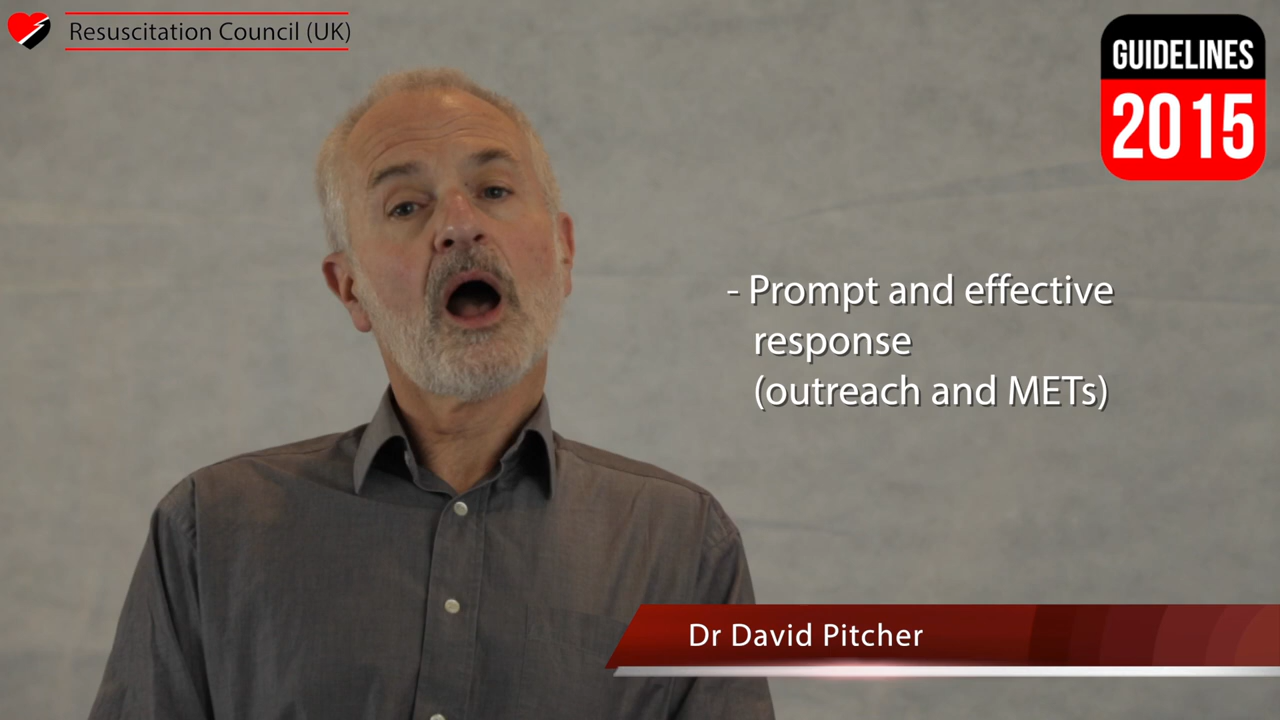 Resuscitation Council (UK)
GUIDELINES
2015
- Prompt and effective
response
(outreach and METs)
Dr David Pitcher